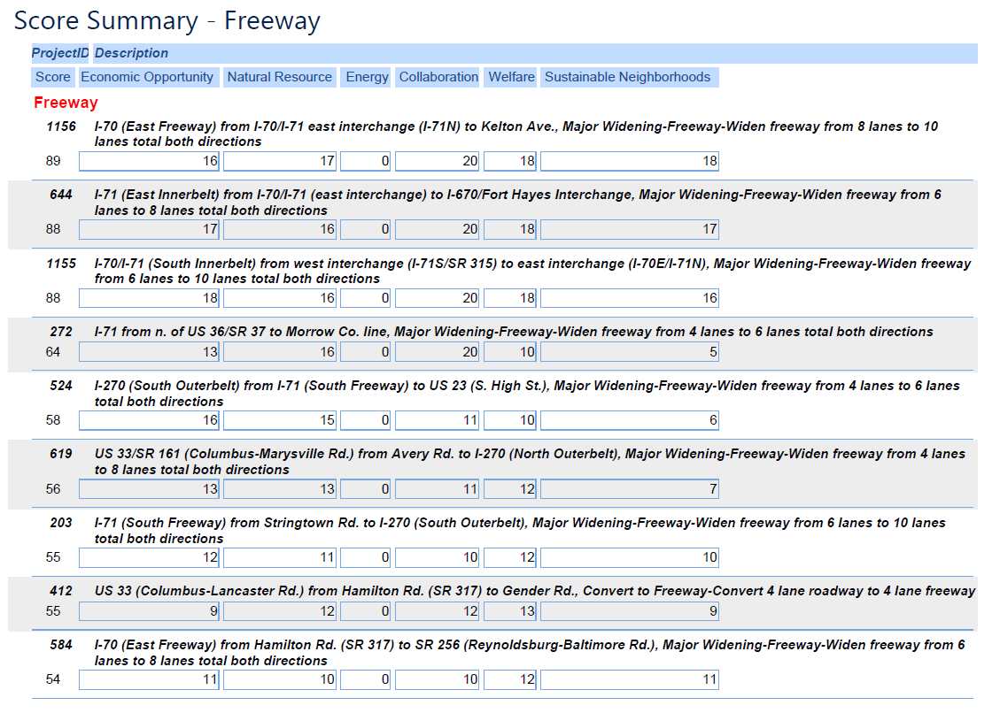 Score Summary - Freeway
ProjectID Description
Score Economic Opportunity Natural Resource Energy Collaboration Welfare Sustainable Neighborhoods
Freeway
1156 I-70 (East Freeway) from I-70/I-71 east interchange (I-71N) to Kelton Ave., Major Widening-Freeway-Widen freeway from 8 lanes to 10
lanes total both directions
89 16 17 0 20 18 18
644 I-71 (East Innerbelt) from I-70/I-71 (east interchange) to I-670/Fort Hayes Interchange, Major Widening-Freeway-Widen freeway from 6
lanes to 8 lanes total both directions
88 17 16 0 20 18 17
1155 I-70/I-71 (South Innerbelt) from west interchange (I-71S/SR 315) to east interchange (I-70E/I-71N), Major Widening-Freeway-Widen freeway
from 6 lanes to 10 lanes total both directions
88 18 16 0 20 18 16
272 I-71 from n. of US 36/SR 37 to Morrow Co. line, Major Widening-Freeway-Widen freeway from 4 lanes to 6 lanes total both directions
64 13 16 0 20 10 5
524 I-270 (South Outerbelt) from I-71 (South Freeway) to US 23 (S. High St.), Major Widening-Freeway-Widen freeway from 4 lanes to 6 lanes
total both directions
58 16 15 0 11 10 6
619 US 33/SR 161 (Columbus-Marysville Rd.) from Avery Rd. to I-270 (North Outerbelt), Major Widening-Freeway-Widen freeway from 4 lanes
to 8 lanes total both directions
56 13 13 0 11 12 7
203 I-71 (South Freeway) from Stringtown Rd. to I-270 (South Outerbelt), Major Widening-Freeway-Widen freeway from 6 lanes to 10 lanes
total both directions
55 12 11 0 10 12 10
412 US 33 (Columbus-Lancaster Rd.) from Hamilton Rd. (SR 317) to Gender Rd., Convert to Freeway-Convert 4 lane roadway to 4 lane freeway
55 9 12 0 12 13 9
584 I-70 (East Freeway) from Hamilton Rd. (SR 317) to SR 256 (Reynoldsburg-Baltimore Rd.), Major Widening-Freeway-Widen freeway from 6
lanes to 8 lanes total both directions
54 11 10 0 10 12 11